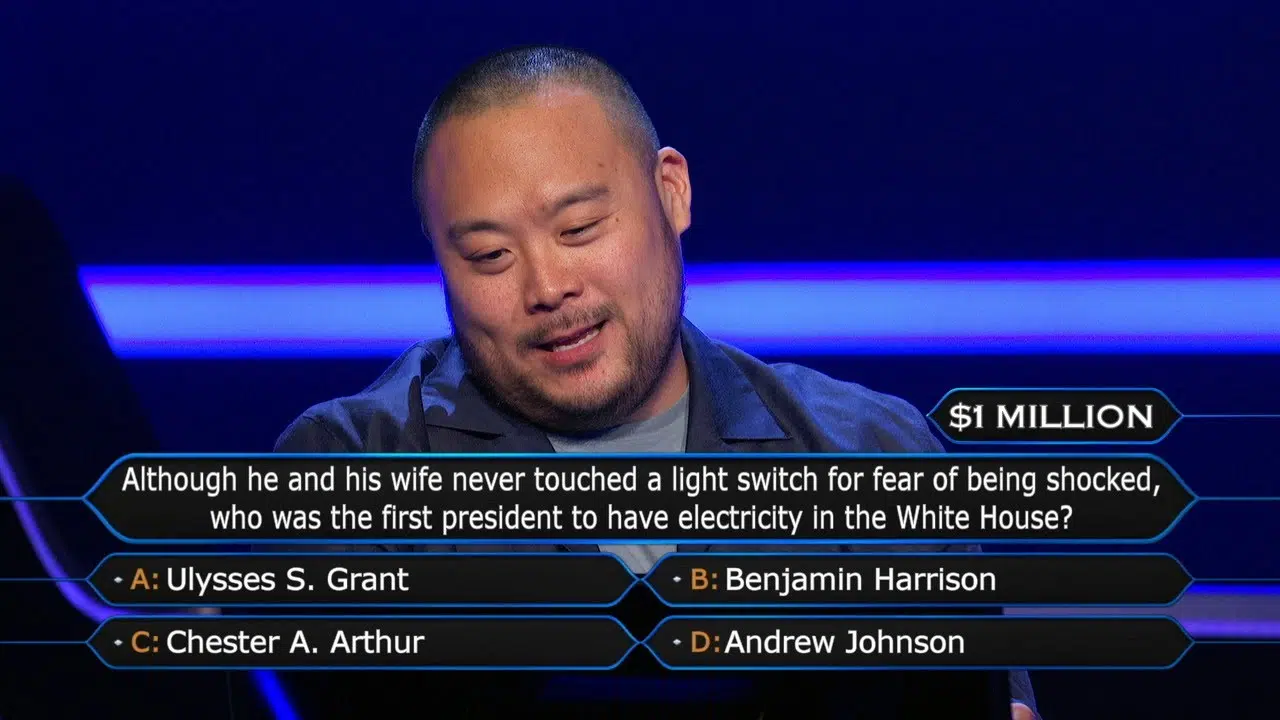 $1 MILLION
Although he and his wife never touched a light switch for fear of being shocked,
who was the first president to have electricity in the White House?
A: Ulysses S. Grant
B: Benjamin Harrison
C: Chester A. Arthur
D: Andrew Johnson